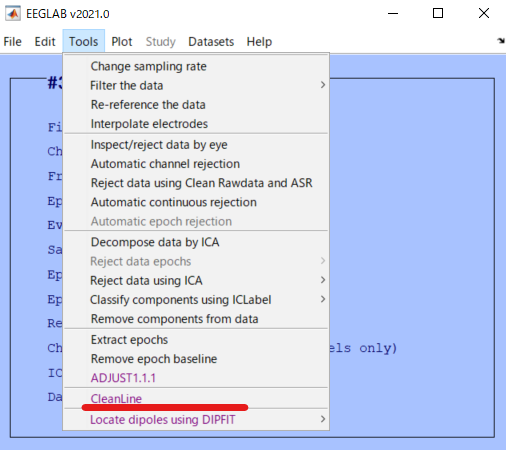 EEGLAB v2021.0
File Edit Tools Plot Study Datasets Help
Change sampling rate
Filter the data
Re-reference the data
Interpolate electrodes
Inspect/reject data by eye
Automatic channel rejection
Reject data using Clean Rawdata and ASR
Automatic continuous rejection
Automatic epoch rejection
Decompose data by ICA
Reject data epochs
Reject data using ICA
Classify components using ICLabel
Remove components from data
Extract epochs
Remove epoch baseline
ADJUST1.1.1
CleanLine
Locate dipoles using DIPFIT
#3
Fi
Ch
Fr
Ep
Ev
Sa
Ep
Ep
Re
Ch els only)
IC
Da